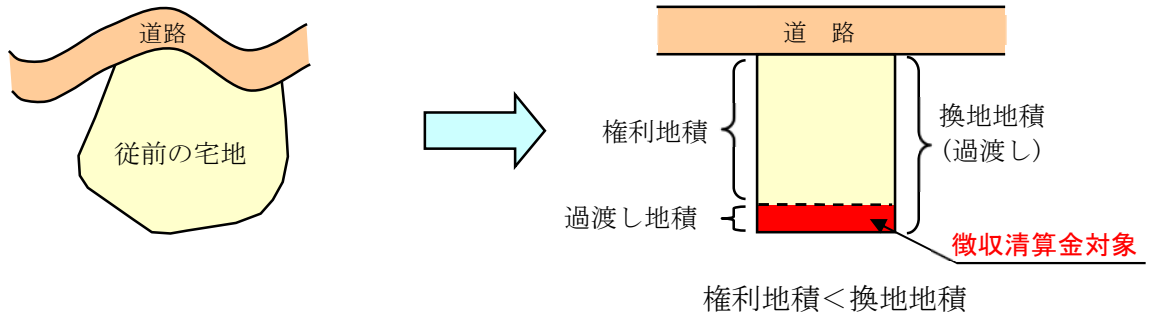 道路
従前の宅地
道　路
権利地積
換地地積
（過渡し）
過渡し地積
徴収清算金対象
権利地積＜換地地積